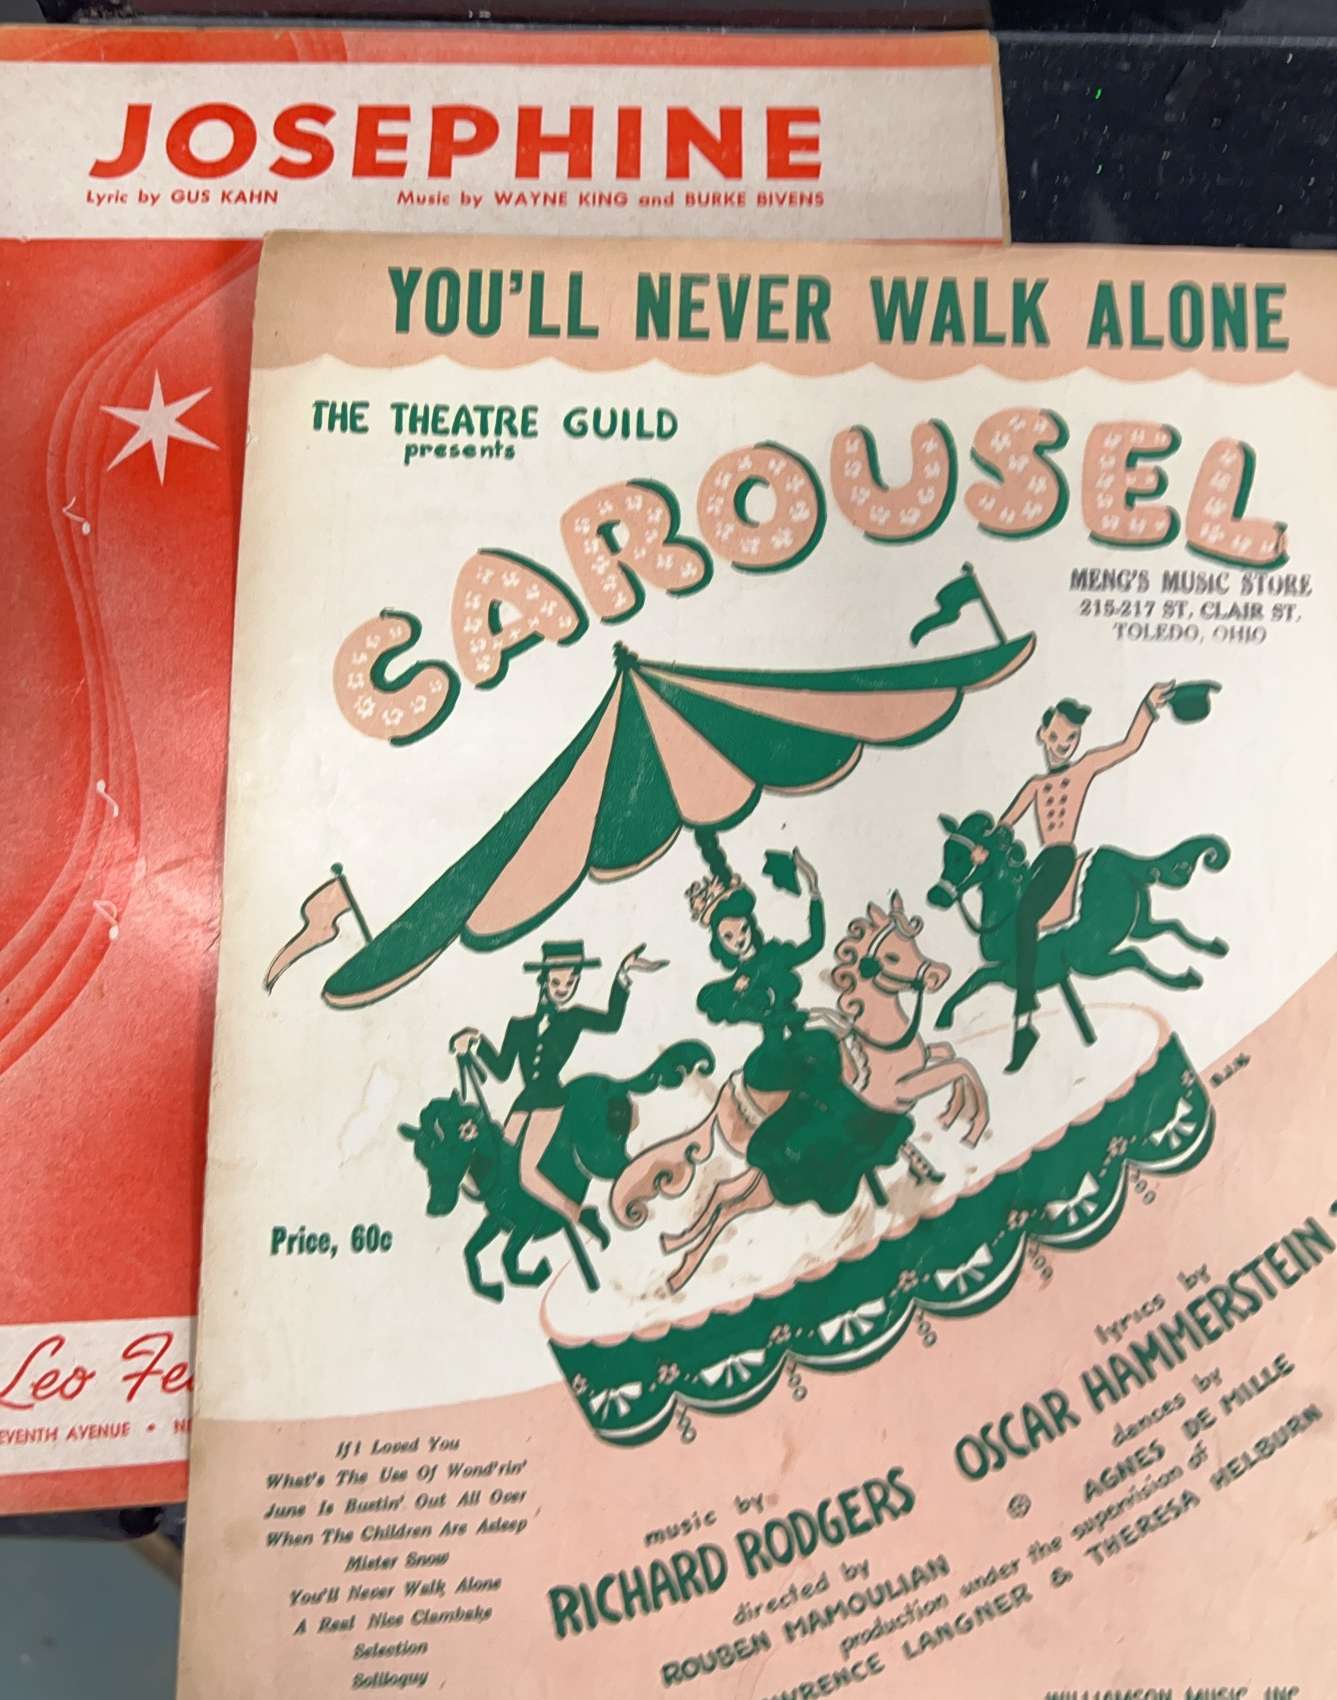 JOSEPHINE
Lyric by GUS KAHN Music by WAYNE KING and BURKE BIVENS
YOU'LL NEVER WALK ALONE
THE THEATRE GUILD
presents
CAROUSEL
MENG'S MUSIC STORE
215-217 ST. CLAIR ST.
TOLEDO, OHIO
Price, 60c
Leo
EVENTH AVENUE •
If I Loved You
What's The Use Of Wond'rin'
June Is Bustin' Out All Over
When The Children Are Asleep
Mister Snow
You'll Never Walk Alone
A Real Nice Clambake
Selection
Soliloquy
music by
RICHARD RODGERS
lyrics by
OSCAR HAMMERSTEIN
dances by
AGNES DE MILLE
directed by
ROUBEN MAMOULIAN
production under the supervision of
WRENCE LANGNER & THERESA HELBURN
WILLIAMSON MUSIC INC